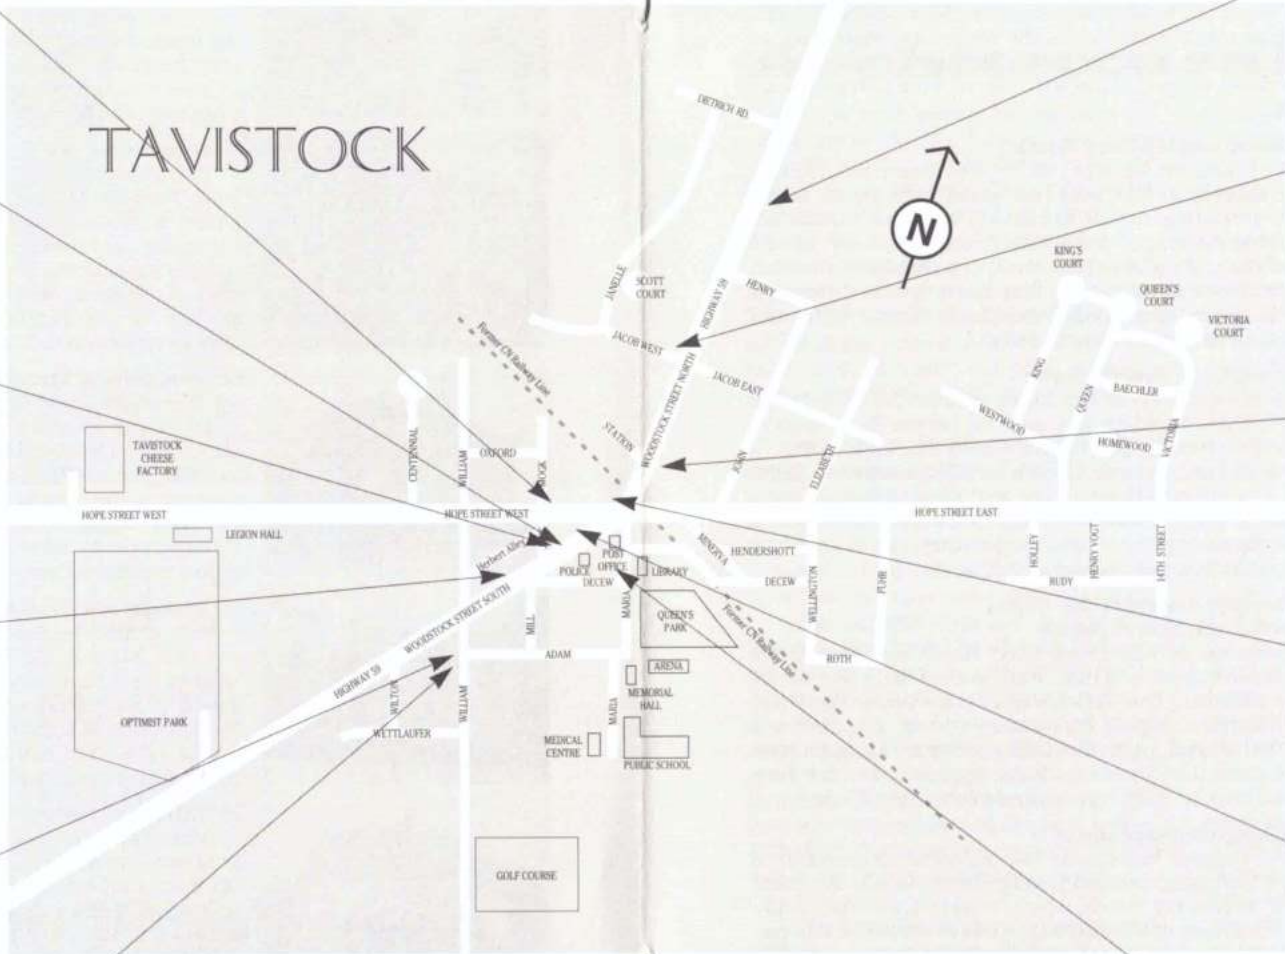 TAVISTOCK
DIETRICH RD.
N
KING'S
COURT
QUEEN'S
COURT
VICTORIA
COURT
JANELLE
SCOTT
COURT
HIGHWAY 59
HENRY
Former CN Railway Line
JACOB WEST
WOODSTOCK STREET NORTH
JACOB EAST
KING
QUEEN
BAECHLER
WESTWOOD
HOMEWOOD
VICTORIA
STATION
JOAN
ELIZABETH
TAVISTOCK
CHEESE
FACTORY
CENTENNIAL
WILLIAM
OXFORD
HOPE STREET WEST
HOPE STREET WEST
HOPE STREET EAST
LEGION HALL
Herbert Alley
POST
OFFICE
POLICE
DECEW
LIBRARY
MINERVA
HENDERSHOTT
DECEW
WELLINGTON
FUHR
HOLLEY
HENRY VOGT
14TH STREET
RUDY
WOODSTOCK STREET SOUTH
HIGHWAY 59
MILL
MARIA
QUEEN'S
PARK
Former CN Railway Line
ROTH
ADAM
ARENA
MEMORIAL
HALL
WILTON
WILLIAM
MARIA
OPTIMIST PARK
WETTLAUFER
MEDICAL
CENTRE
PUBLIC SCHOOL
GOLF COURSE